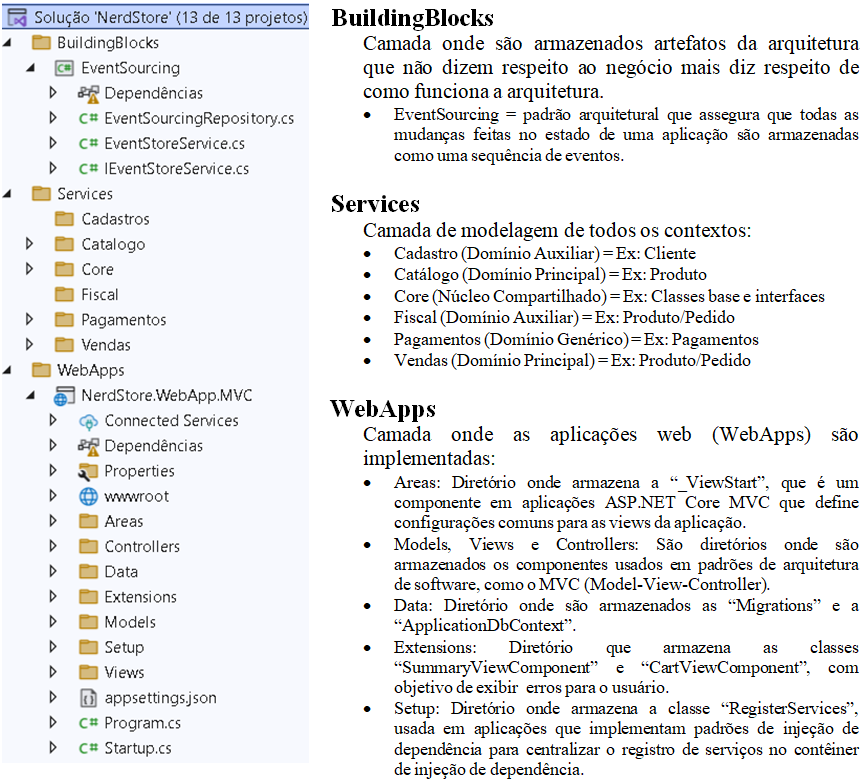 Solução 'NerdStore' (13 de 13 projetos)
BuildingBlocks
EventSourcing
Dependências
C# EventSourcingRepository.cs
C# EventStoreService.cs
C# IEventStoreService.cs
Services
Cadastros
Catalogo
Core
Fiscal
Pagamentos
Vendas
WebApps
NerdStore.WebApp.MVC
Connected Services
Dependências
Properties
wwwroot
Areas
Controllers
Data
Extensions
Models
Setup
Views
appsettings.json
C# Program.cs
C# Startup.cs
BuildingBlocks
Camada onde são armazenados artefatos da arquitetura
que não dizem respeito ao negócio mais diz respeito de
como funciona a arquitetura.
• EventSourcing = padrão arquitetural que assegura que todas as
mudanças feitas no estado de uma aplicação são armazenadas
como uma sequência de eventos.
Services
Camada de modelagem de todos os contextos:
• Cadastro (Domínio Auxiliar) = Ex: Cliente
• Catálogo (Domínio Principal) = Ex: Produto
• Core (Núcleo Compartilhado) = Ex: Classes base e interfaces
• Fiscal (Domínio Auxiliar) = Ex: Produto/Pedido
• Pagamentos (Domínio Genérico) = Ex: Pagamentos
• Vendas (Domínio Principal) = Ex: Produto/Pedido
WebApps
Camada onde as aplicações web (WebApps) são
implementadas:
• Areas: Diretório onde armazena a “_ViewStart”, que é um
componente em aplicações ASP.NET Core MVC que define
configurações comuns para as views da aplicação.
• Models, Views e Controllers: São diretórios onde são
armazenados os componentes usados em padrões de arquitetura
de software, como o MVC (Model-View-Controller).
• Data: Diretório onde são armazenados as “Migrations” e a
“ApplicationDbContext”.
• Extensions: Diretório que armazena as classes
“SummaryViewComponent” e “CartViewComponent”, com
objetivo de exibir erros para o usuário.
• Setup: Diretório onde armazena a classe “RegisterServices”,
usada em aplicações que implementam padrões de injeção de
dependência para centralizar o registro de serviços no contêiner
de injeção de dependência.